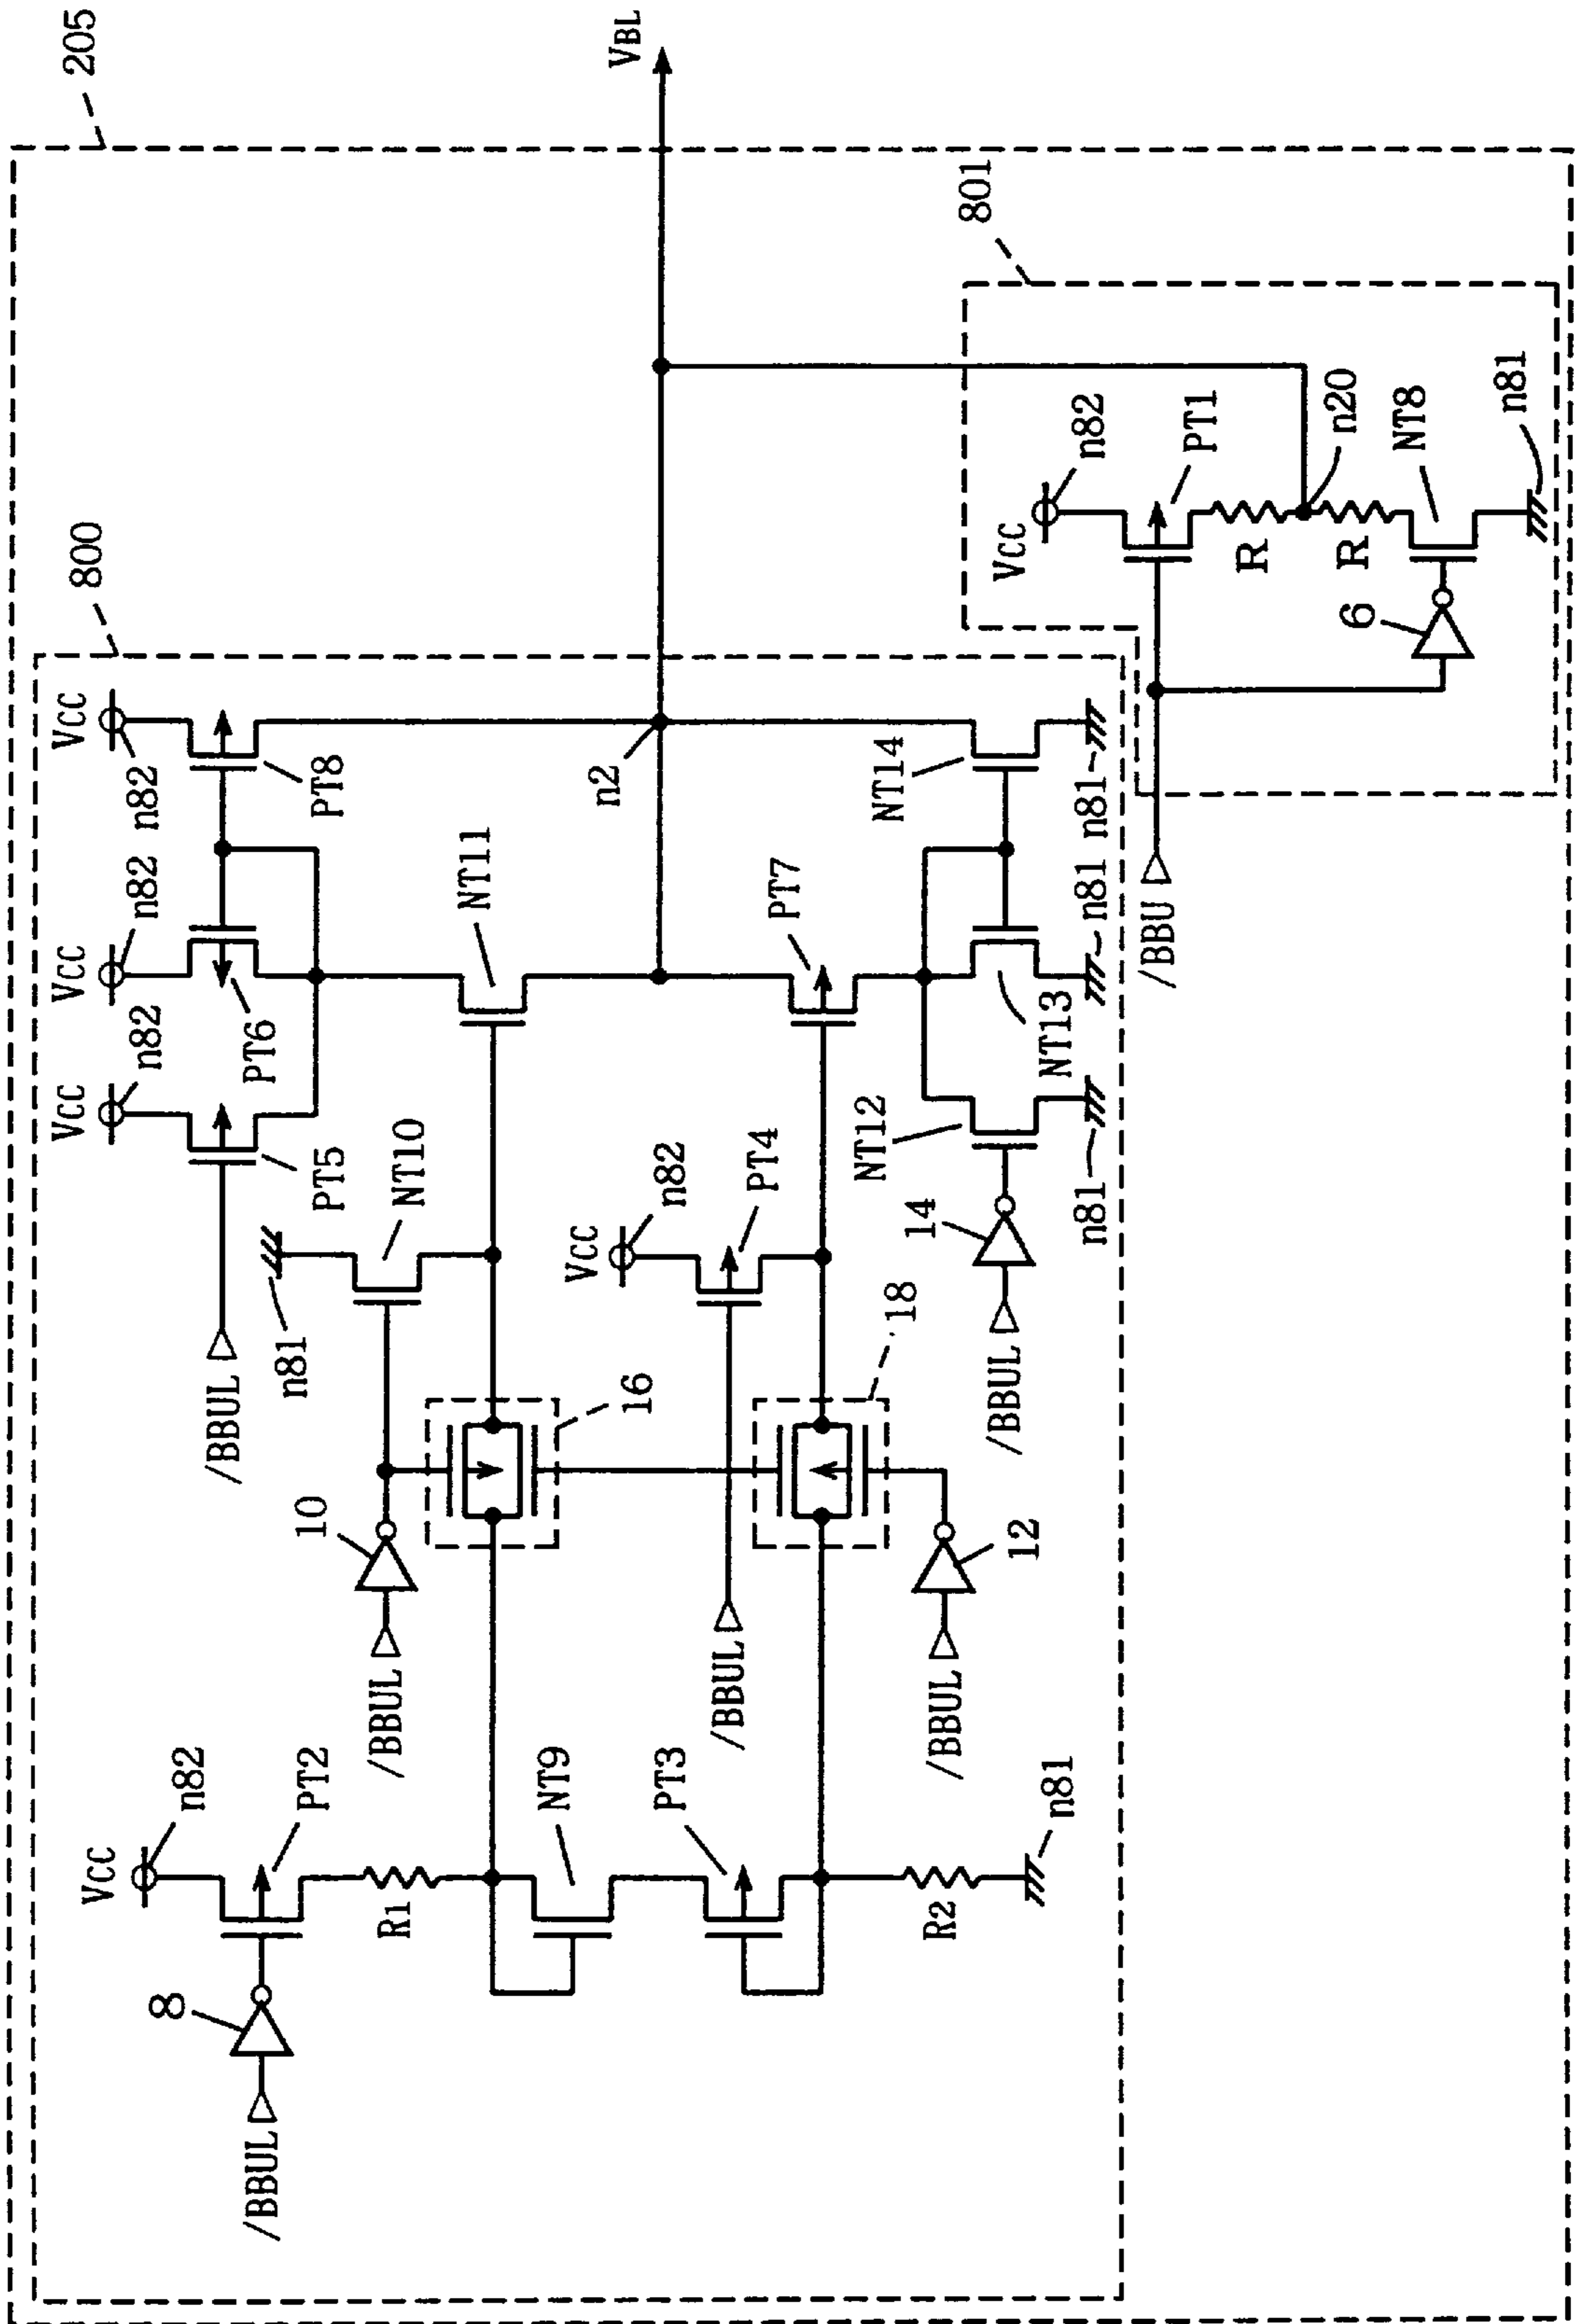 205
800
VCC
VCC
VCC
n82
n82
n82
PT8
PT6
PT5
/BBUL
NT11
n2
VBL
NT10
n81
10
/BBUL
16
VCC
n82
PT2
8
/BBUL
R1
NT9
PT3
R2
n81
VCC
n82
PT4
/BBUL
18
PT7
12
/BBUL
14
/BBUL
NT12
NT13
NT14
n81
n81
n81
801
VCC
n82
PT1
R
n20
R
NT8
6
n81
/BBU